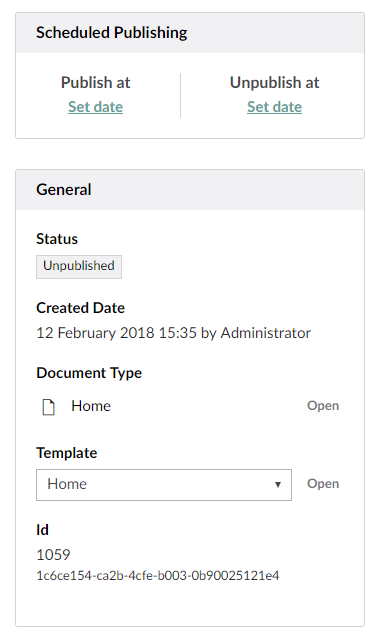 Scheduled Publishing
Publish at Unpublish at
Set date Set date
General
Status
Unpublished
Created Date
12 February 2018 15:35 by Administrator
Document Type
Home Open
Template
Home Open
Id
1059
1c6ce154-ca2b-4cfe-b003-0b90025121e4